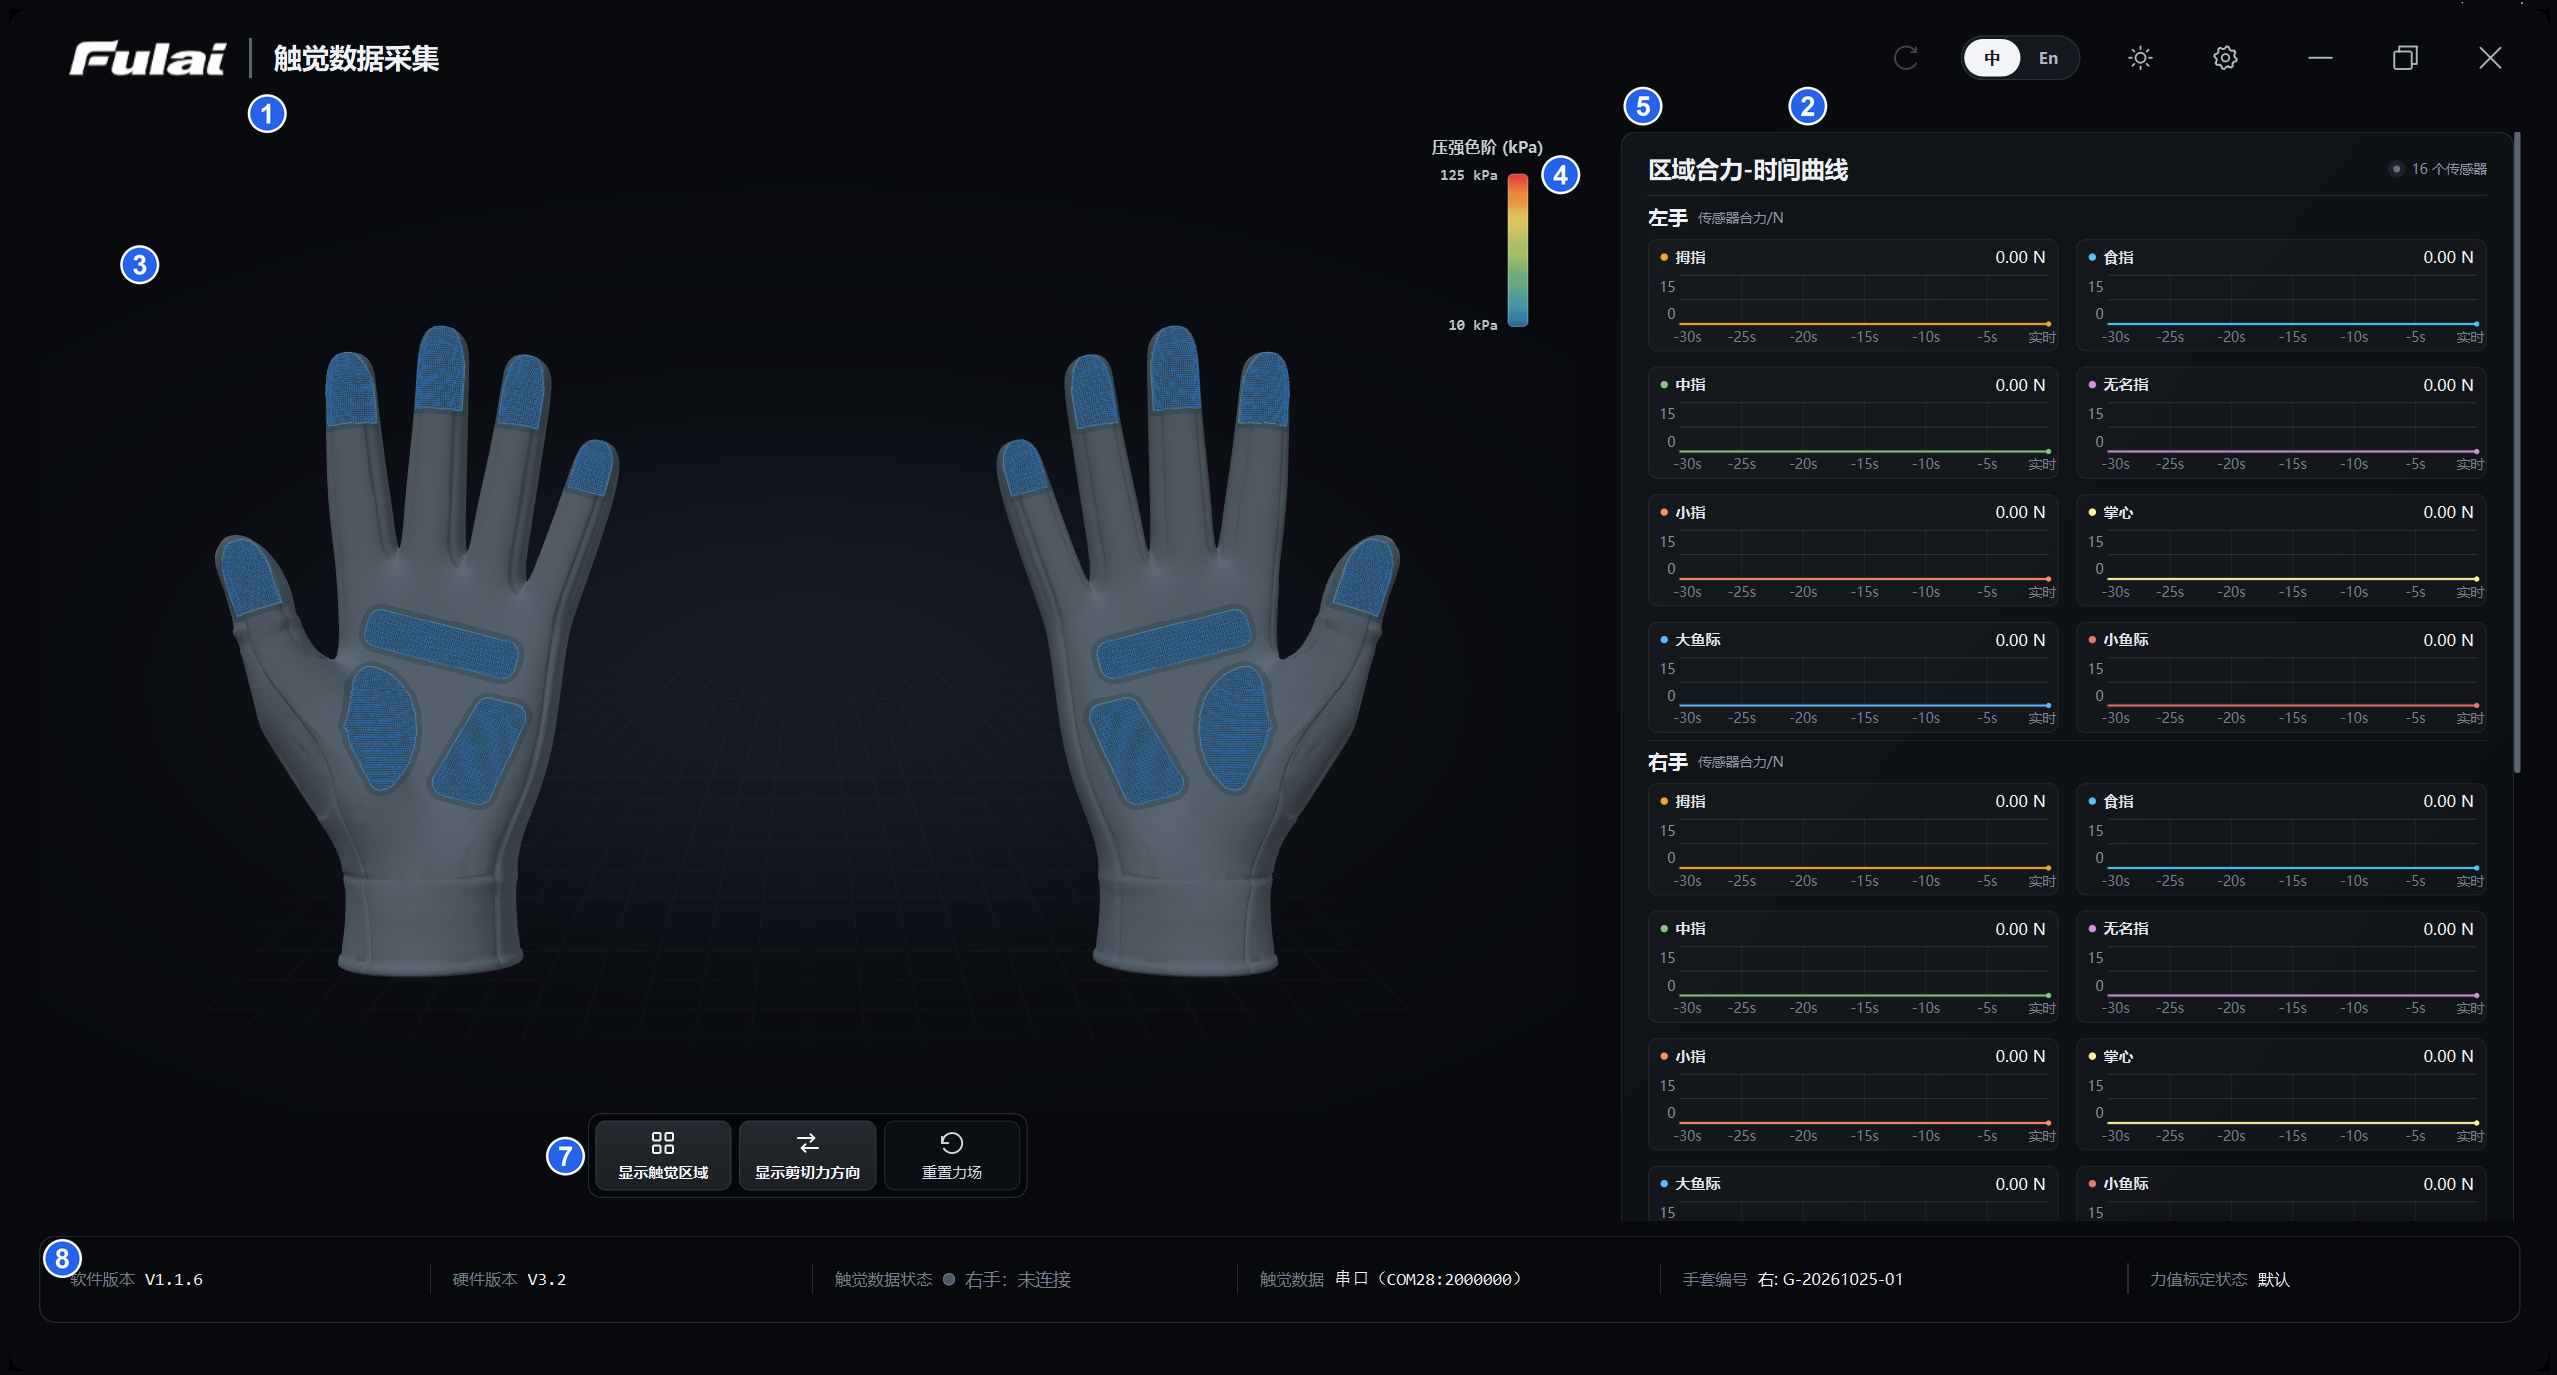 Fulai 触觉数据采集
中 En
1
5
2
压强色阶 (kPa)
125 kPa
4
10 kPa
3
区域合力-时间曲线
16 个传感器
左手 传感器合力/N
拇指 0.00 N
15
0
-30s -25s -20s -15s -10s -5s 实时
食指 0.00 N
15
0
-30s -25s -20s -15s -10s -5s 实时
中指 0.00 N
15
0
-30s -25s -20s -15s -10s -5s 实时
无名指 0.00 N
15
0
-30s -25s -20s -15s -10s -5s 实时
小指 0.00 N
15
0
-30s -25s -20s -15s -10s -5s 实时
掌心 0.00 N
15
0
-30s -25s -20s -15s -10s -5s 实时
大鱼际 0.00 N
15
0
-30s -25s -20s -15s -10s -5s 实时
小鱼际 0.00 N
15
0
-30s -25s -20s -15s -10s -5s 实时
右手 传感器合力/N
拇指 0.00 N
15
0
-30s -25s -20s -15s -10s -5s 实时
食指 0.00 N
15
0
-30s -25s -20s -15s -10s -5s 实时
中指 0.00 N
15
0
-30s -25s -20s -15s -10s -5s 实时
无名指 0.00 N
15
0
-30s -25s -20s -15s -10s -5s 实时
小指 0.00 N
15
0
-30s -25s -20s -15s -10s -5s 实时
掌心 0.00 N
15
0
-30s -25s -20s -15s -10s -5s 实时
大鱼际 0.00 N
15
小鱼际 0.00 N
15
7
显示触觉区域 显示剪切力方向 重置力场
8
软件版本 V1.1.6
硬件版本 V3.2
触觉数据状态 右手：未连接
触觉数据 串口（COM28:2000000）
手套编号 右: G-20261025-01
力值标定状态 默认